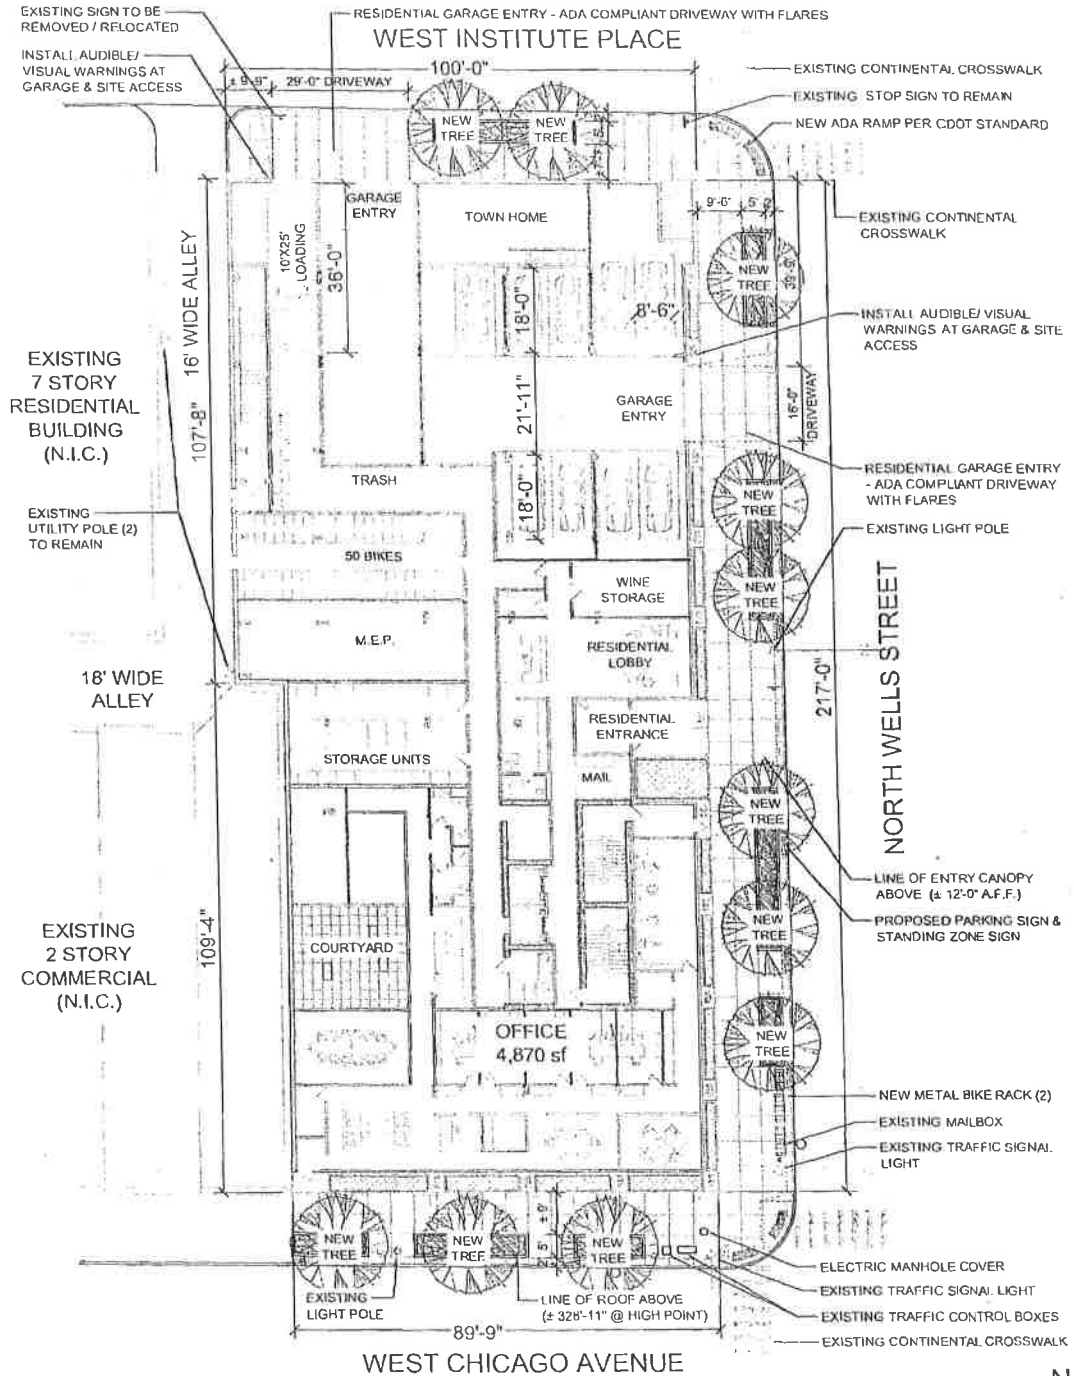 EXISTING SIGN TO BE
REMOVED / RELOCATED
RESIDENTIAL GARAGE ENTRY - ADA COMPLIANT DRIVEWAY WITH FLARES
WEST INSTITUTE PLACE
INSTALL AUDIBLE/
VISUAL WARNINGS AT
GARAGE & SITE ACCESS
100'-0"
± 9'-9"
29'-0" DRIVEWAY
EXISTING CONTINENTAL CROSSWALK
EXISTING STOP SIGN TO REMAIN
NEW ADA RAMP PER CDOT STANDARD
NEW
TREE
NEW
TREE
GARAGE
ENTRY
TOWN HOME
9'-6"
5'
2'
EXISTING CONTINENTAL
CROSSWALK
10'X25'
LOADING
36'-0"
16' WIDE ALLEY
107'-8"
NEW
TREE
39'-9"
18'-0"
8'-6"
INSTALL AUDIBLE/ VISUAL
WARNINGS AT GARAGE & SITE
ACCESS
EXISTING
7 STORY
RESIDENTIAL
BUILDING
(N.I.C.)
21'-11"
GARAGE
ENTRY
16'-0"
DRIVEWAY
TRASH
18'-0"
NEW
TREE
RESIDENTIAL GARAGE ENTRY
- ADA COMPLIANT DRIVEWAY
WITH FLARES
EXISTING
UTILITY POLE (2)
TO REMAIN
EXISTING LIGHT POLE
50 BIKES
WINE
STORAGE
NEW
TREE
M.E.P.
RESIDENTIAL
LOBBY
18' WIDE
ALLEY
217'-0"
NORTH WELLS STREET
RESIDENTIAL
ENTRANCE
STORAGE UNITS
MAIL
NEW
TREE
LINE OF ENTRY CANOPY
ABOVE (± 12'-0" A.F.F.)
PROPOSED PARKING SIGN &
STANDING ZONE SIGN
EXISTING
2 STORY
COMMERCIAL
(N.I.C.)
109'-4"
COURTYARD
NEW
TREE
OFFICE
4,870 sf
NEW
TREE
NEW METAL BIKE RACK (2)
EXISTING MAILBOX
EXISTING TRAFFIC SIGNAL
LIGHT
± 9'
5'
2'
NEW
TREE
NEW
TREE
NEW
TREE
ELECTRIC MANHOLE COVER
EXISTING TRAFFIC SIGNAL LIGHT
EXISTING
LIGHT POLE
LINE OF ROOF ABOVE
(± 328'-11" @ HIGH POINT)
EXISTING TRAFFIC CONTROL BOXES
89'-9"
EXISTING CONTINENTAL CROSSWALK
WEST CHICAGO AVENUE
N